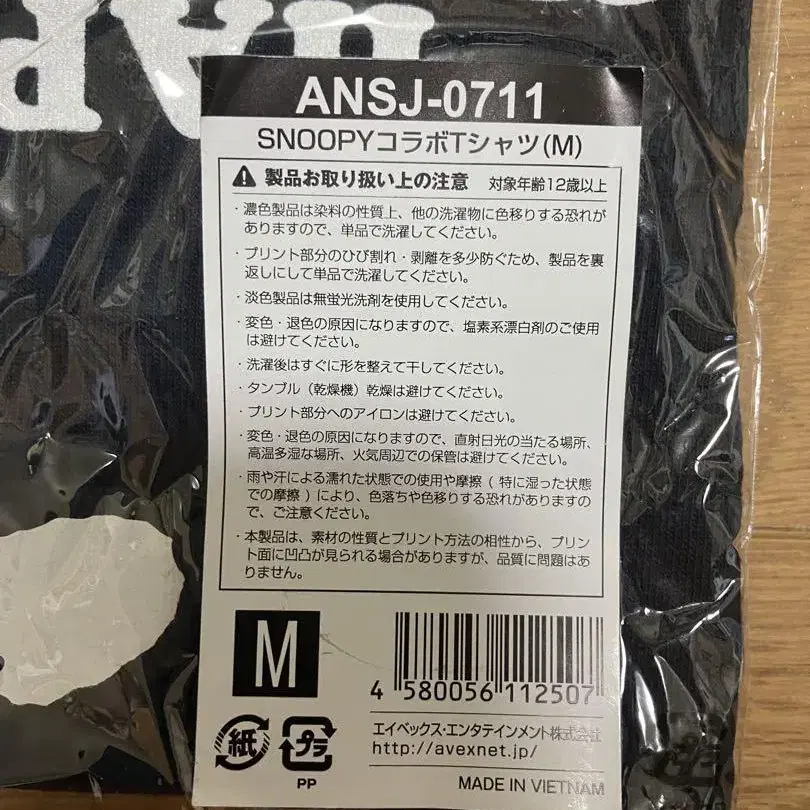 ANSJ-0711
SNOOPYコラボTシャツ(M)
製品お取り扱い上の注意 対象年齢12歳以上
・濃色製品は染料の性質上、他の洗濯物に色移りする恐れが
ありますので、単品で洗濯してください。
・プリント部分のひび割れ・剥離を多少防ぐため、製品を裏
返しにして単品で洗濯してください。
・淡色製品は無蛍光洗剤を使用してください。
・変色・退色の原因になりますので、塩素系漂白剤のご使用
は避けてください。
・洗濯後はすぐに形を整えて干してください。
・タンブル（乾燥機）乾燥は避けてください。
・プリント部分へのアイロンは避けてください。
・変色・退色の原因になりますので、直射日光の当たる場所、
高温多湿な場所、火気周辺での保管は避けてください。
・雨や汗による濡れた状態での使用や摩擦 ( 特に湿った状態
での摩擦 ) により、色落ちや色移りする恐れがありますの
で、ご注意ください。
・本製品は、素材の性質とプリント方法の相性から、プリン
ト面に凹凸が見られる場合がありますが、品質に問題はあ
りません。
M
4 580056 112507
エイベックス・エンタテインメント株式会社
http://avexnet.jp/
紙
プラ
PP
MADE IN VIETNAM